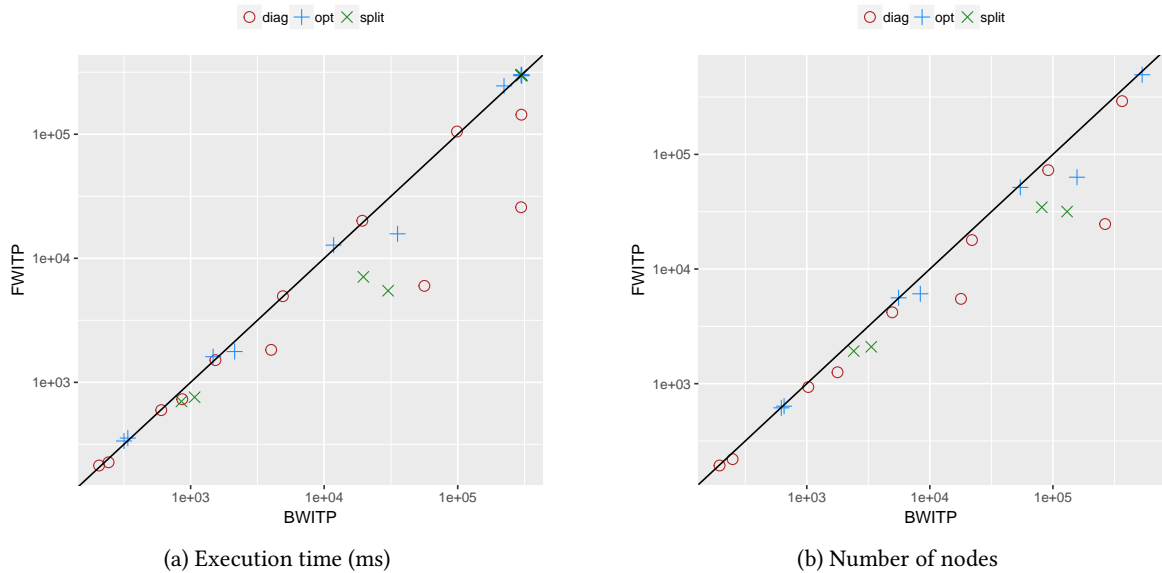 diag opt split
1e+05
1e+04
1e+03
FWITP
1e+03 1e+04 1e+05
BWITP
(a) Execution time (ms)
diag opt split
1e+05
1e+04
1e+03
FWITP
1e+03 1e+04 1e+05
BWITP
(b) Number of nodes